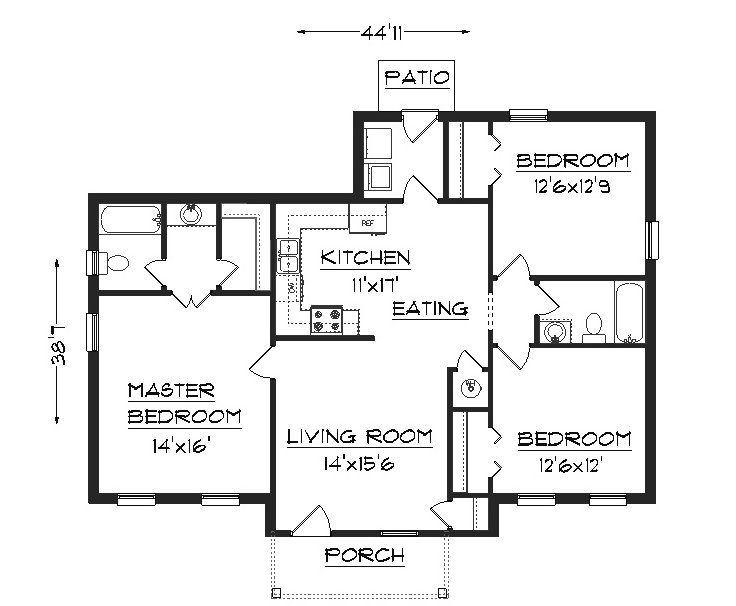 44'11
PATIO
BEDROOM
12'6x12'9
REF
KITCHEN
11'x17'
DW
EATING
38'7
MASTER
BEDROOM
14'x16'
LIVING ROOM
14'x15'6
BEDROOM
12'6x12'
PORCH